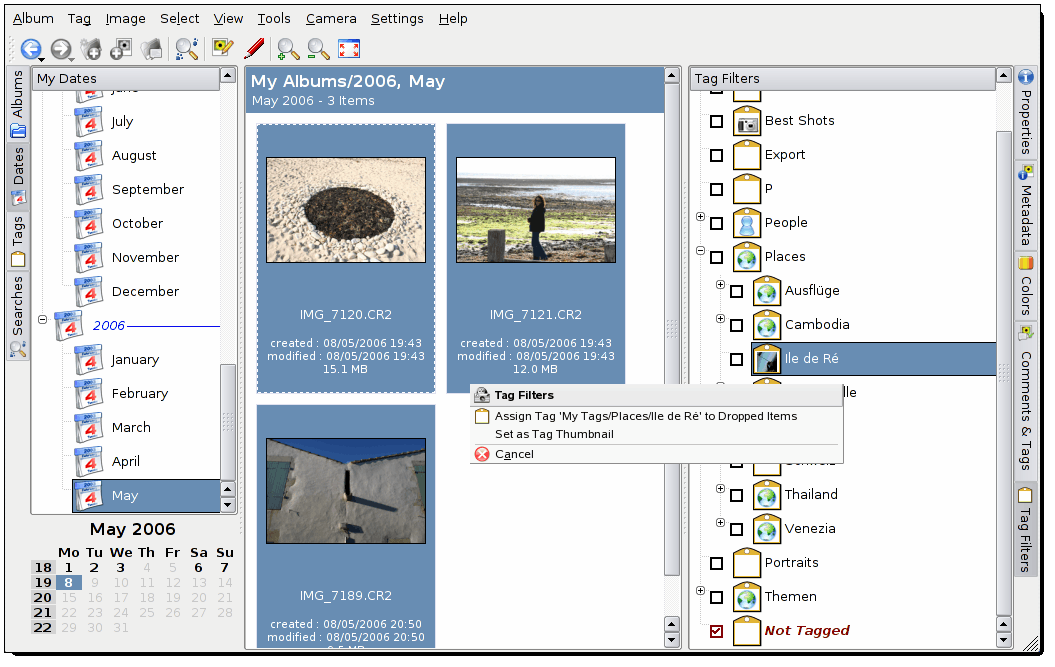 Album Tag Image Select View Tools Camera Settings Help
Albums
Dates
Tags
Searches
My Dates
June
July
August
September
October
November
December
2006
January
February
March
April
May
May 2006
Mo Tu We Th Fr Sa Su
18 1 2 3 4 5 6 7
19 8 9 10 11 12 13 14
20 15 16 17 18 19 20 21
21 22 23 24 25 26 27 28
22 29 30 31
My Albums/2006, May
May 2006 - 3 Items
IMG_7120.CR2
created : 08/05/2006 19:43
modified : 08/05/2006 19:43
15.1 MB
IMG_7121.CR2
created : 08/05/2006 19:43
modified : 08/05/2006 19:43
12.0 MB
IMG_7189.CR2
created : 08/05/2006 20:50
modified : 08/05/2006 20:50
Tag Filters
Assign Tag 'My Tags/Places/Ile de Ré' to Dropped Items
Set as Tag Thumbnail
Cancel
Tag Filters
Best Shots
Export
P
People
Places
Ausflüge
Cambodia
Ile de Ré
lle
Schweiz
Thailand
Venezia
Portraits
Themen
Not Tagged
Properties
Metadata
Colors
Comments & Tags
Tag Filters